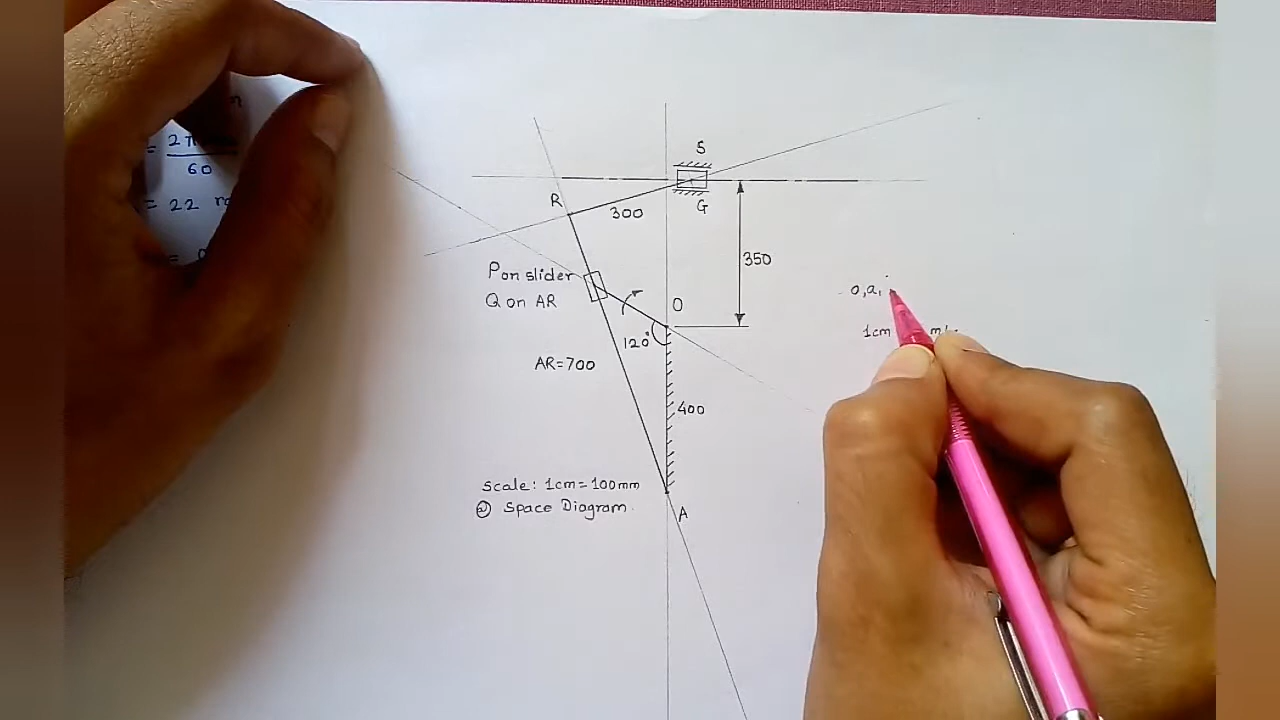 = 2π
60
= 22
=
S
R
300
G
350
P on slider
Q on AR
O
120°
AR=700
400
o,a,
1cm
Scale: 1cm=100mm
a Space Diagram.
A